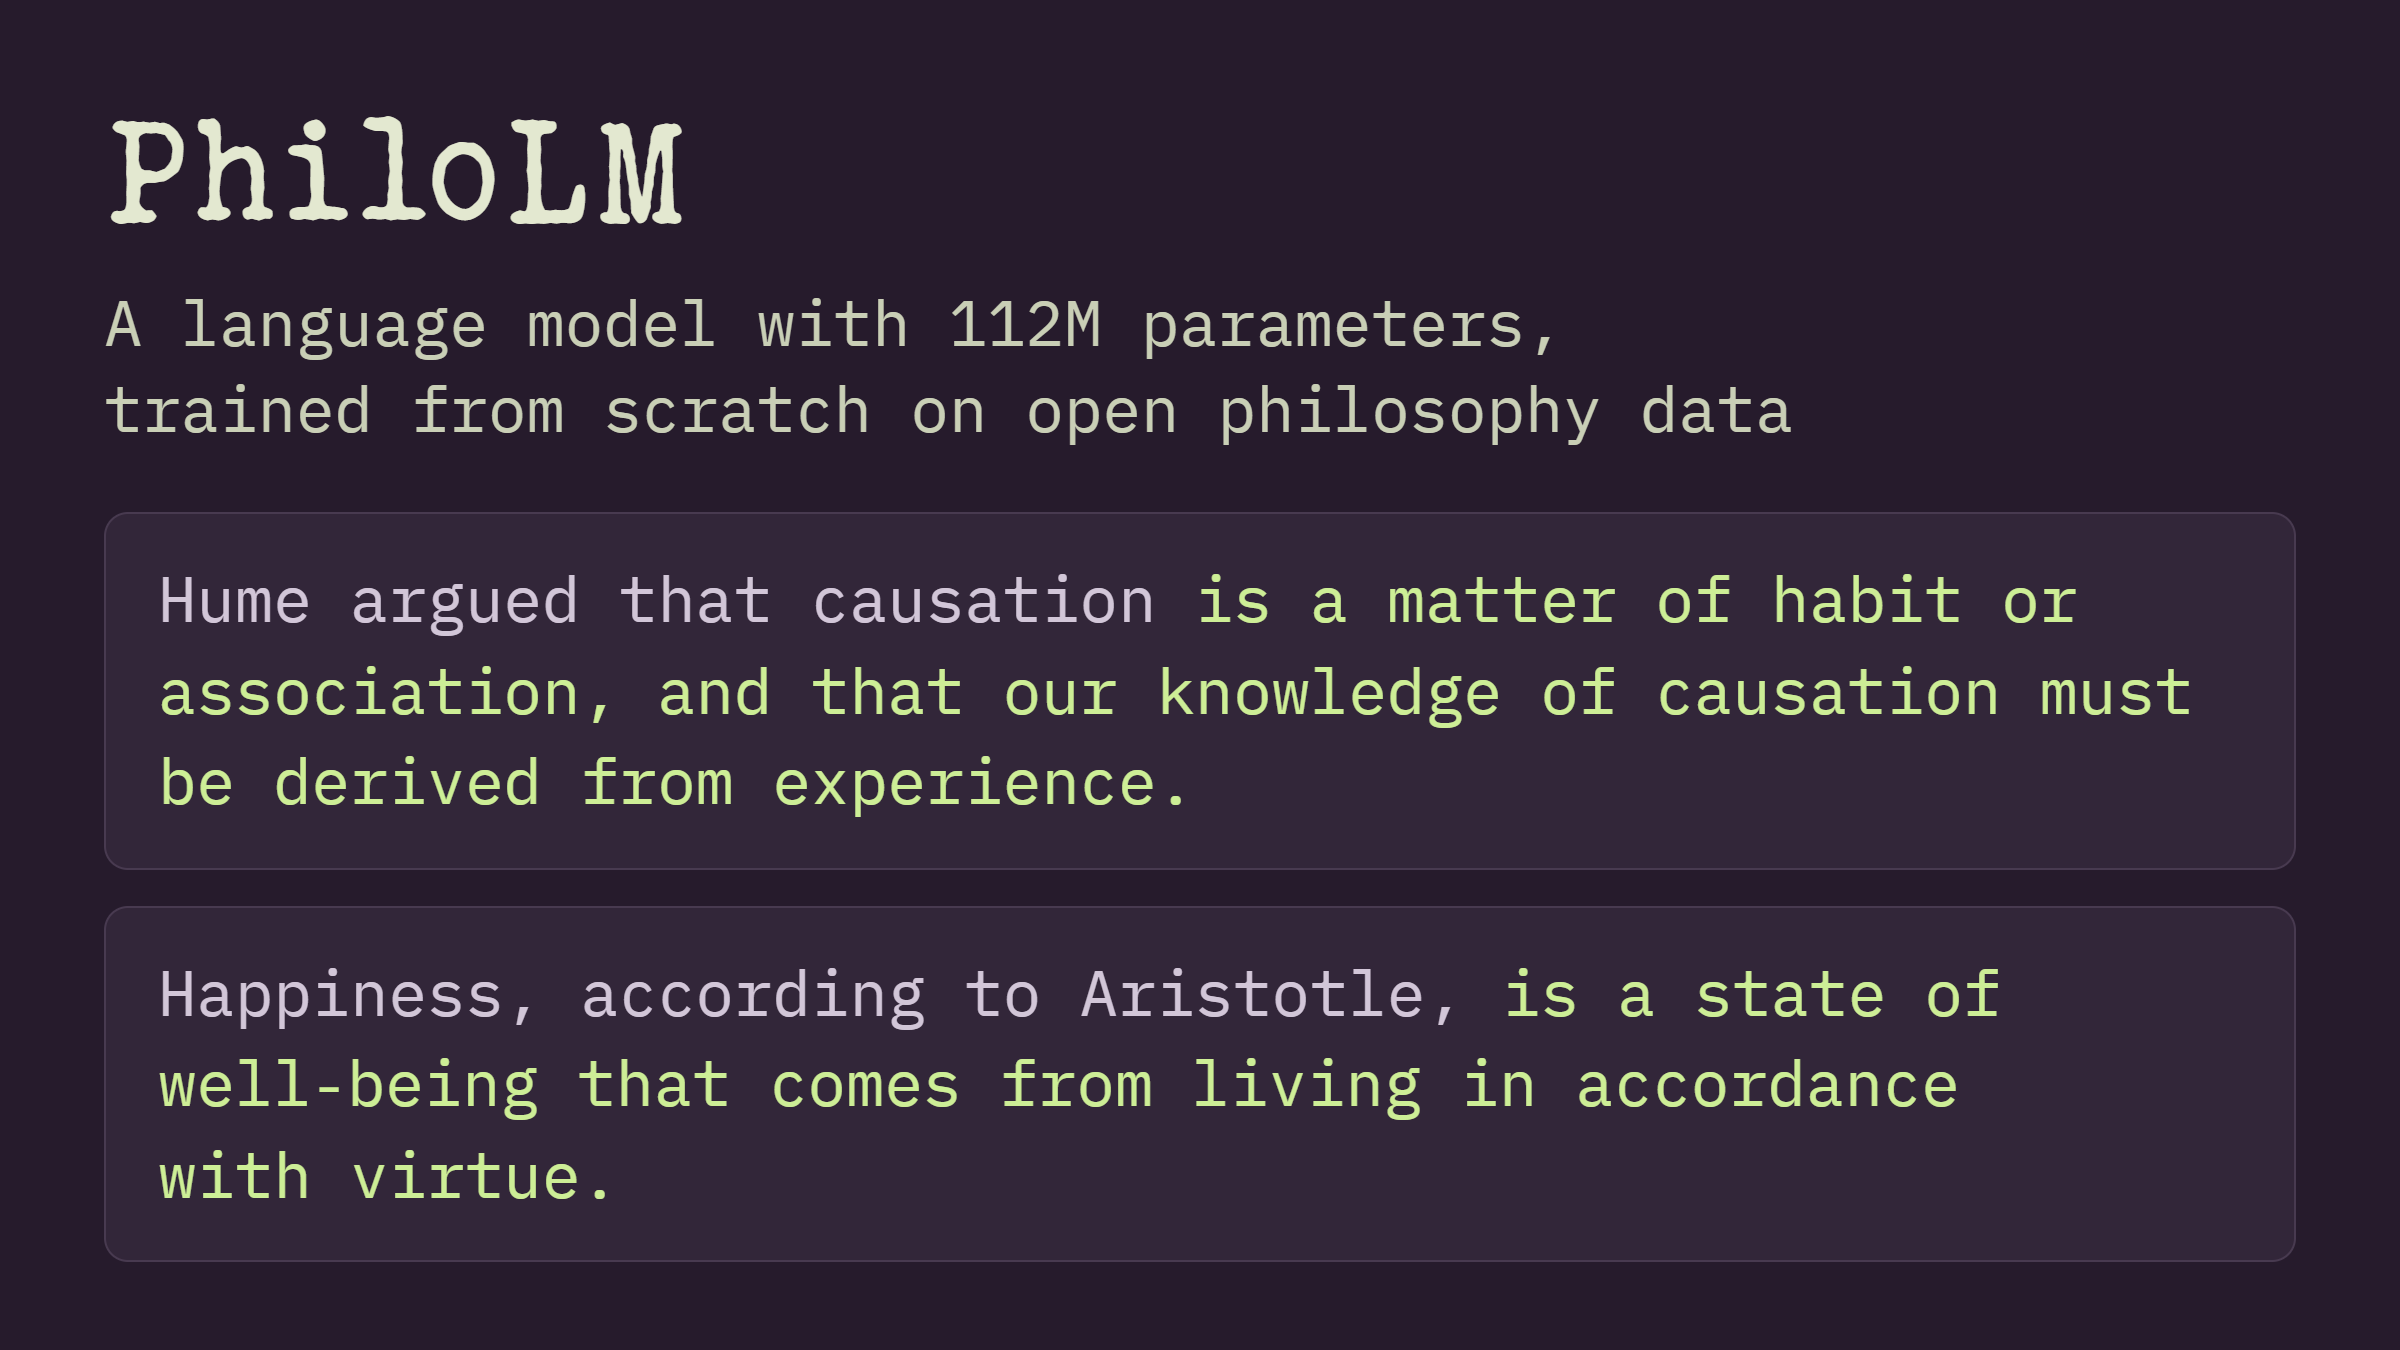 PhiloLM
A language model with 112M parameters,
trained from scratch on open philosophy data
Hume argued that causation is a matter of habit or
association, and that our knowledge of causation must
be derived from experience.
Happiness, according to Aristotle, is a state of
well-being that comes from living in accordance
with virtue.